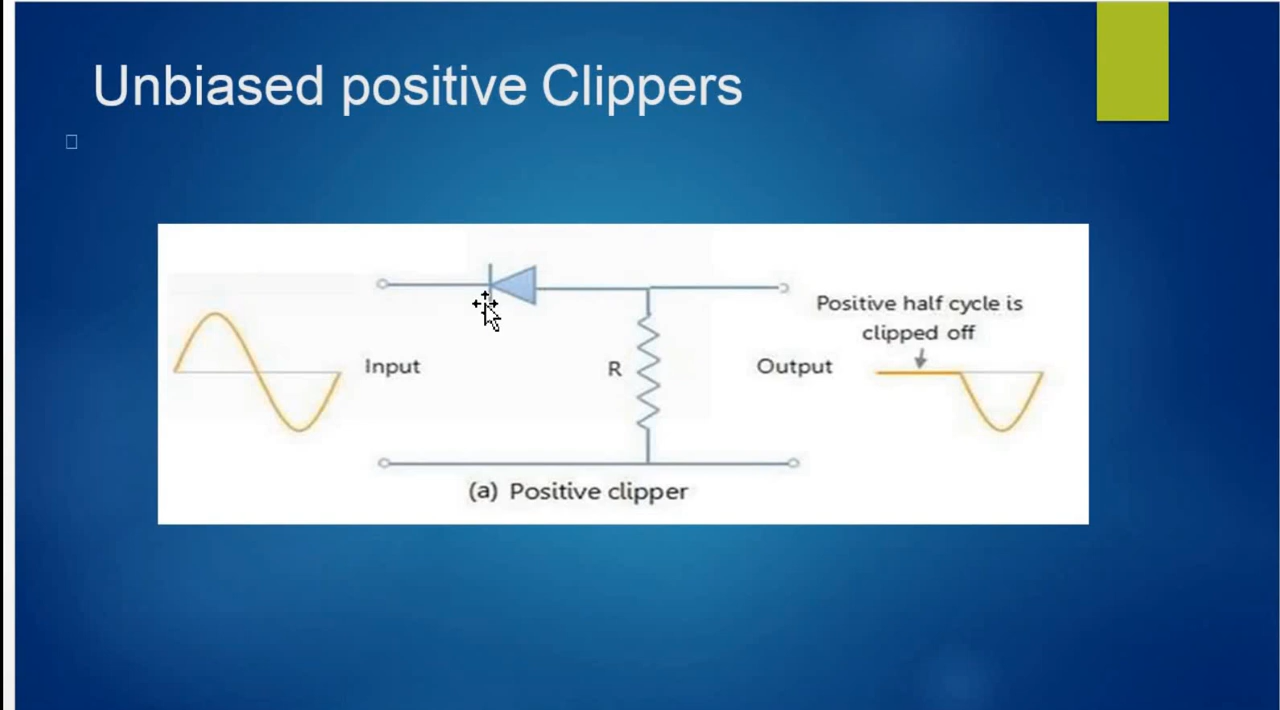 Unbiased positive Clippers
Positive half cycle is
clipped off
Input
R
Output
(a) Positive clipper